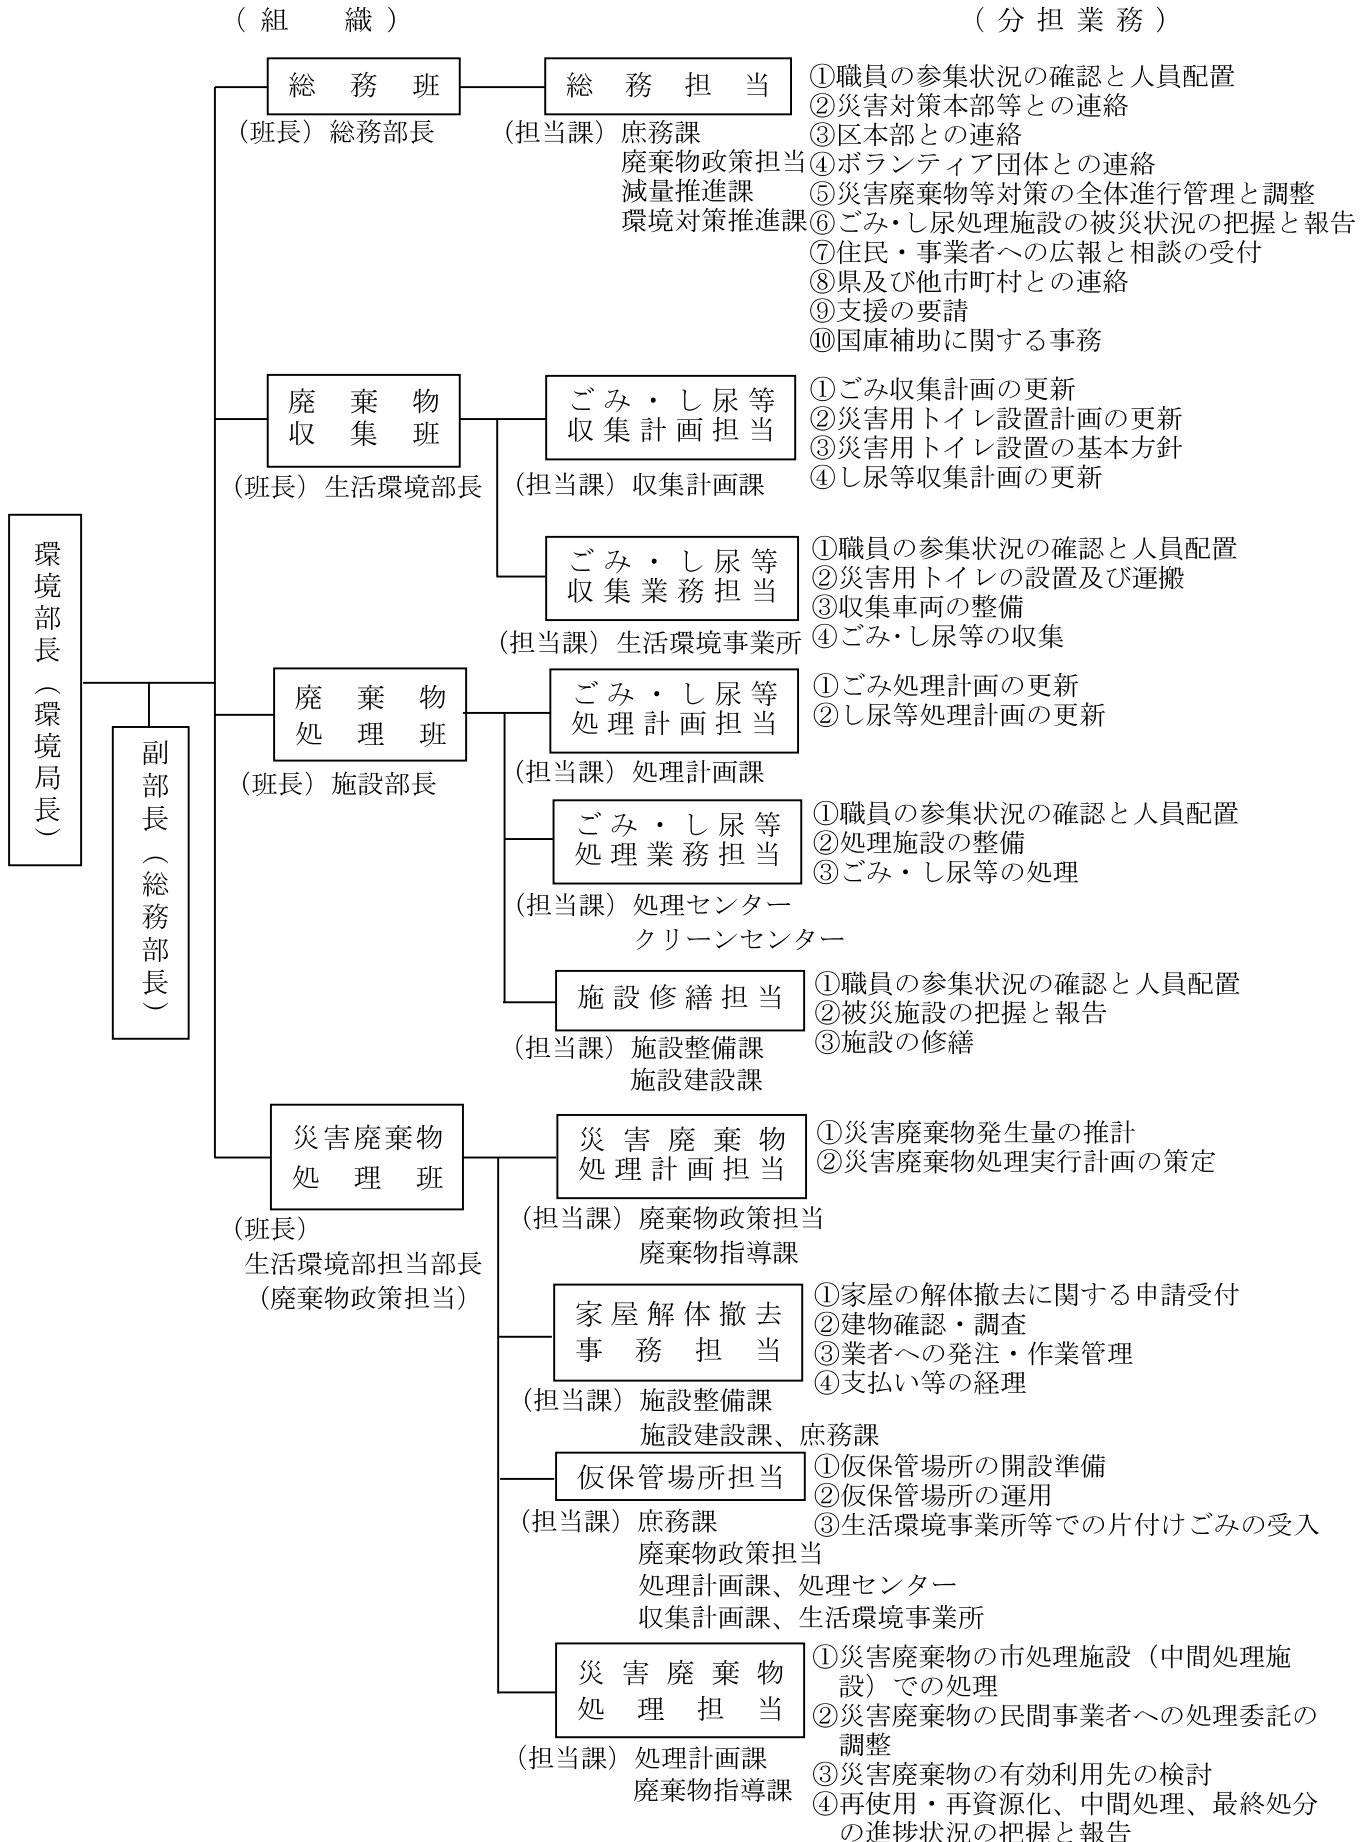 （組　織）
（分担業務）
環境部長（環境局長）
副部長（総務部長）
総務班
（班長）総務部長
総務担当
（担当課）庶務課
廃棄物政策担当
減量推進課
環境対策推進課
①職員の参集状況の確認と人員配置
②災害対策本部等との連絡
③区本部との連絡
④ボランティア団体との連絡
⑤災害廃棄物等対策の全体進行管理と調整
⑥ごみ・し尿処理施設の被災状況の把握と報告
⑦住民・事業者への広報と相談の受付
⑧県及び他市町村との連絡
⑨支援の要請
⑩国庫補助に関する事務
廃棄物
収集班
（班長）生活環境部長
ごみ・し尿等
収集計画担当
（担当課）収集計画課
①ごみ収集計画の更新
②災害用トイレ設置計画の更新
③災害用トイレ設置の基本方針
④し尿等収集計画の更新
ごみ・し尿等
収集業務担当
（担当課）生活環境事業所
①職員の参集状況の確認と人員配置
②災害用トイレの設置及び運搬
③収集車両の整備
④ごみ・し尿等の収集
廃棄物
処理班
（班長）施設部長
ごみ・し尿等
処理計画担当
（担当課）処理計画課
①ごみ処理計画の更新
②し尿等処理計画の更新
ごみ・し尿等
処理業務担当
（担当課）処理センター
クリーンセンター
①職員の参集状況の確認と人員配置
②処理施設の整備
③ごみ・し尿等の処理
施設修繕担当
（担当課）施設整備課
施設建設課
①職員の参集状況の確認と人員配置
②被災施設の把握と報告
③施設の修繕
災害廃棄物
処理班
（班長）
生活環境部担当部長
（廃棄物政策担当）
災害廃棄物
処理計画担当
（担当課）廃棄物政策担当
廃棄物指導課
①災害廃棄物発生量の推計
②災害廃棄物処理実行計画の策定
家屋解体撤去
事務担当
（担当課）施設整備課
施設建設課、庶務課
①家屋の解体撤去に関する申請受付
②建物確認・調査
③業者への発注・作業管理
④支払い等の経理
仮保管場所担当
（担当課）庶務課
廃棄物政策担当
処理計画課、処理センター
収集計画課、生活環境事業所
①仮保管場所の開設準備
②仮保管場所の運用
③生活環境事業所等での片付けごみの受入
災害廃棄物
処理担当
（担当課）処理計画課
廃棄物指導課
①災害廃棄物の市処理施設（中間処理施
設）での処理
②災害廃棄物の民間事業者への処理委託の
調整
③災害廃棄物の有効利用先の検討
④再使用・再資源化、中間処理、最終処分
の進捗状況の把握と報告